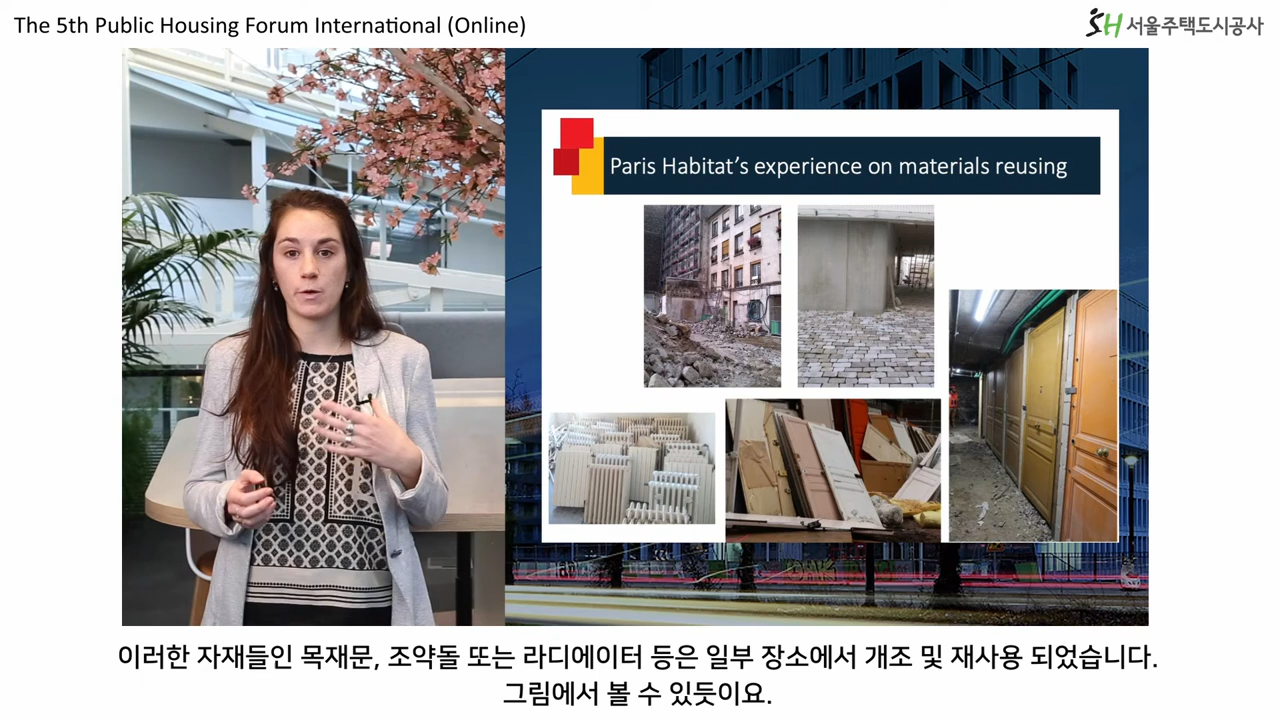 The 5th Public Housing Forum International (Online)
SH 서울주택도시공사
Paris Habitat's experience on materials reusing
이러한 자재들인 목재문, 조약돌 또는 라디에이터 등은 일부 장소에서 개조 및 재사용 되었습니다.
그림에서 볼 수 있듯이요.